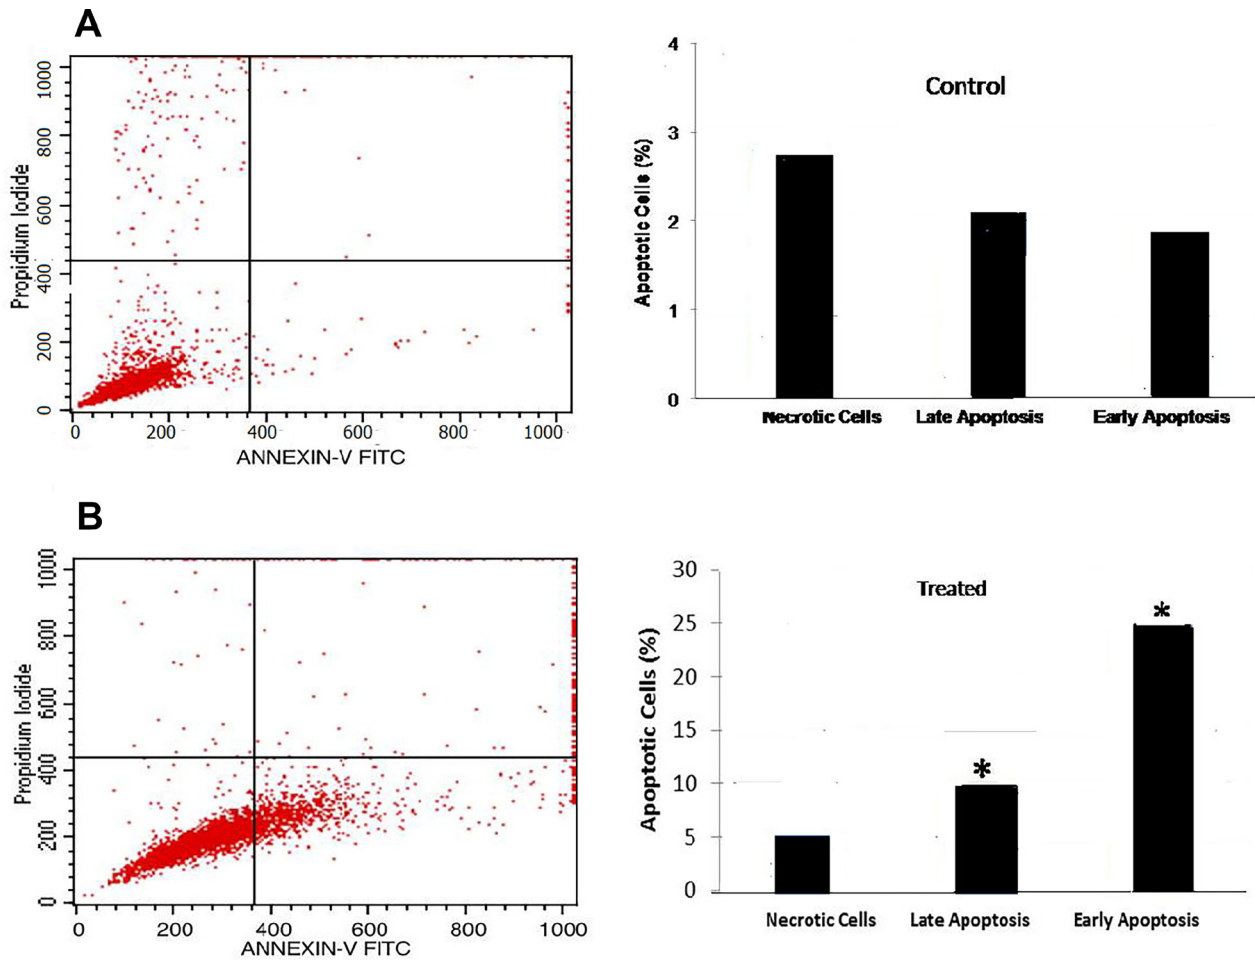 A
1000
800
600
400
200
0
Propidium Iodide
0 200 400 600 800 1000
ANNEXIN-V FITC
4
3
2
1
0
Apoptotic Cells (%)
Control
Necrotic Cells Late Apoptosis Early Apoptosis
B
1000
800
600
400
200
0
Propidium Iodide
0 200 400 600 800 1000
ANNEXIN-V FITC
30
25
20
15
10
5
0
Apoptotic Cells (%)
Treated
*
*
Necrotic Cells Late Apoptosis Early Apoptosis